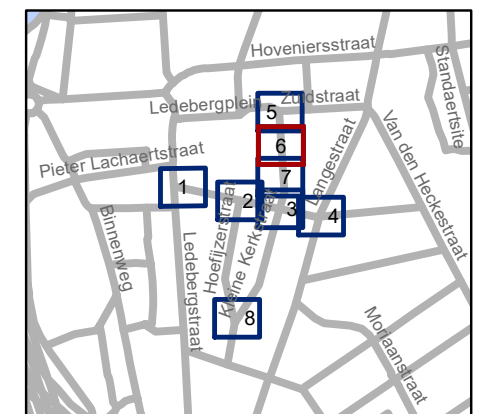 Hoveniersstraat
Standaertsite
Ledebergplein
Zuidstraat
5
6
Pieter Lachaertstraat
Langestraat
Van den Heckestraat
7
1
2
3
4
Binnenweg
Ledebergstraat
Hoefijzerstraat
Kleine Kerkstraat
8
Moriaanstraat